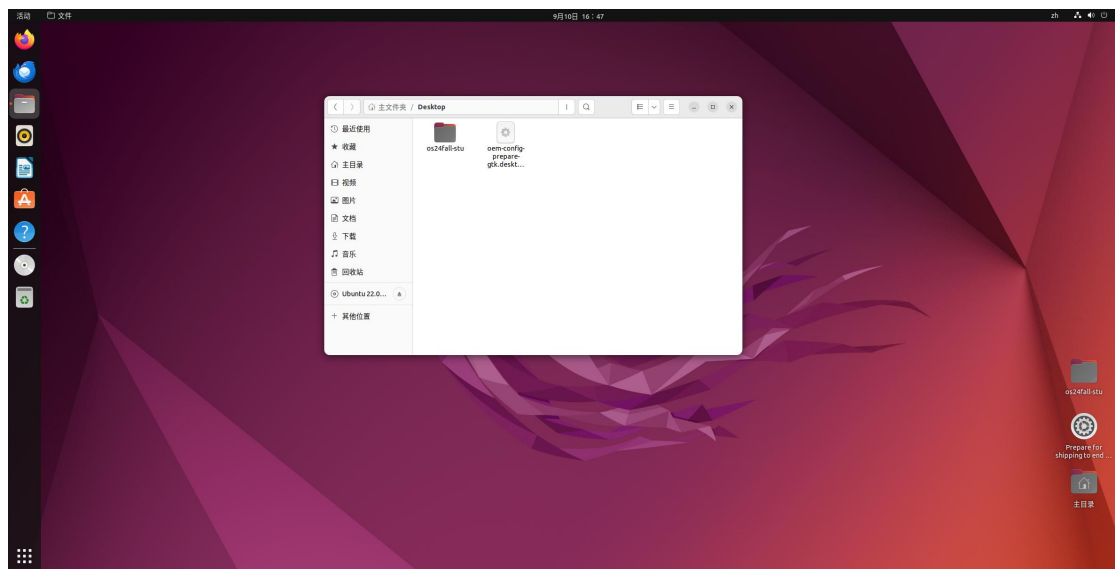 活动
文件
9月10日 16：47
zh
主文件夹 / Desktop
最近使用
收藏
主目录
视频
图片
文档
下载
音乐
回收站
Ubuntu 22.0...
其他位置
os24fall-stu
oem-config-
prepare-
gtk.deskt...
os24fall-stu
Prepare for
shipping to end ...
主目录